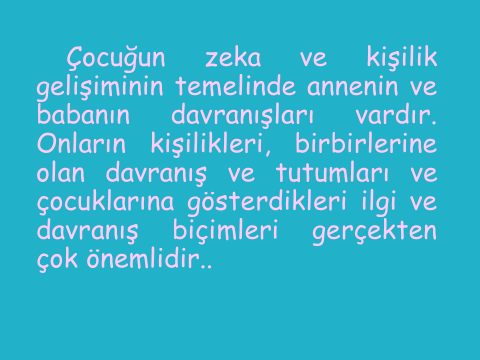 Çocuğun zeka ve kişilik
gelişiminin temelinde annenin ve
babanın davranışları vardır.
Onların kişilikleri, birbirlerine
olan davranış ve tutumları ve
çocuklarına gösterdikleri ilgi ve
davranış biçimleri gerçekten
çok önemlidir..